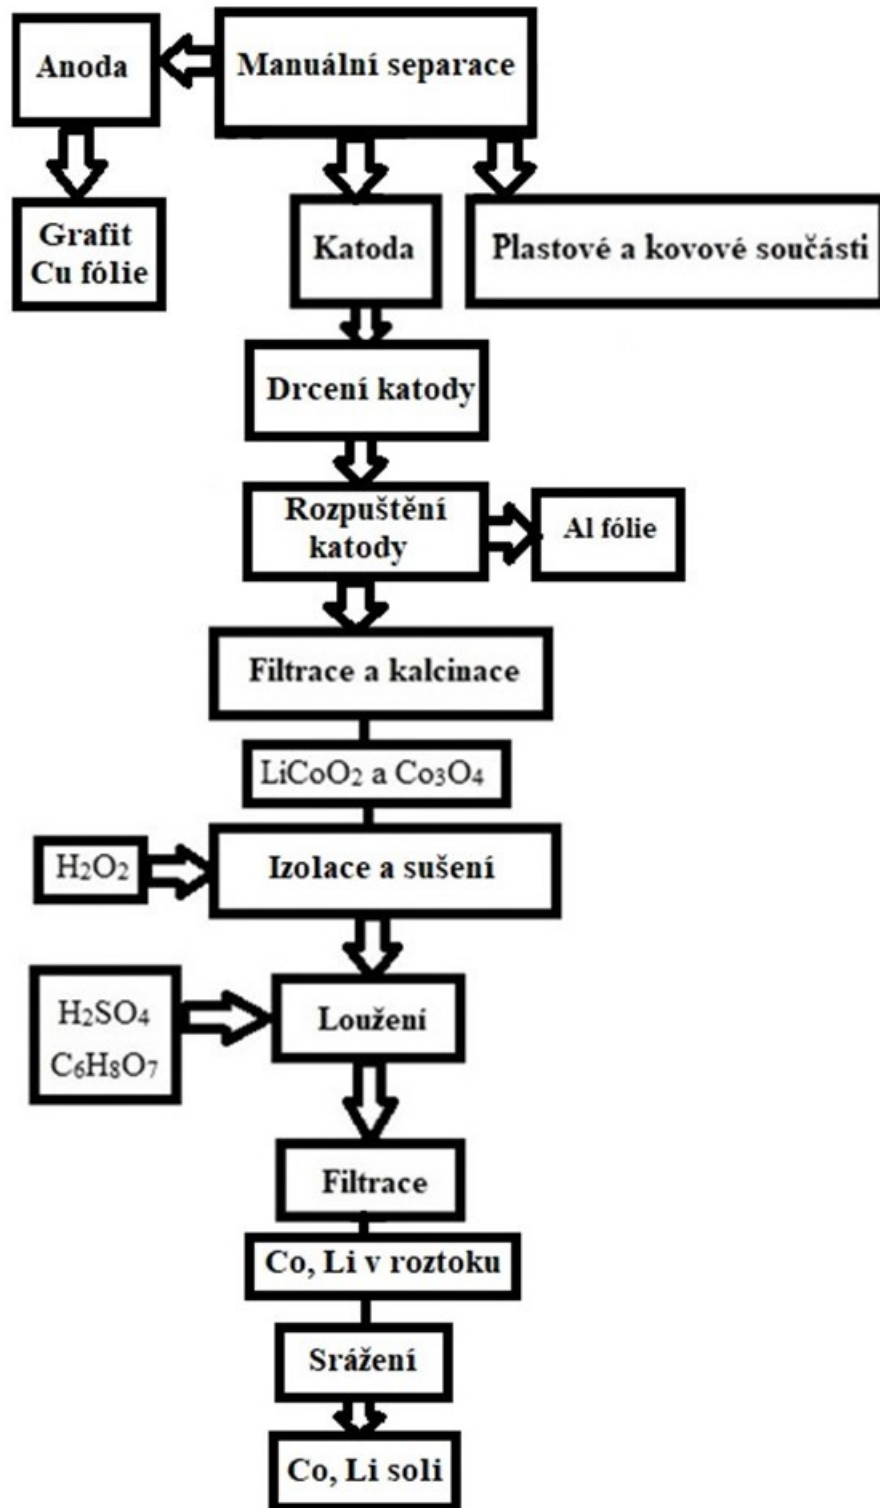 Anoda
Manuální separace
Grafit
Cu fólie
Katoda
Plastové a kovové součásti
Drcení katody
Rozpuštění
katody
Al fólie
Filtrace a kalcinace
LiCoO₂ a Co₃O₄
H₂O₂
Izolace a sušení
H₂SO₄
C₆H₈O₇
Loužení
Filtrace
Co, Li v roztoku
Srážení
Co, Li soli